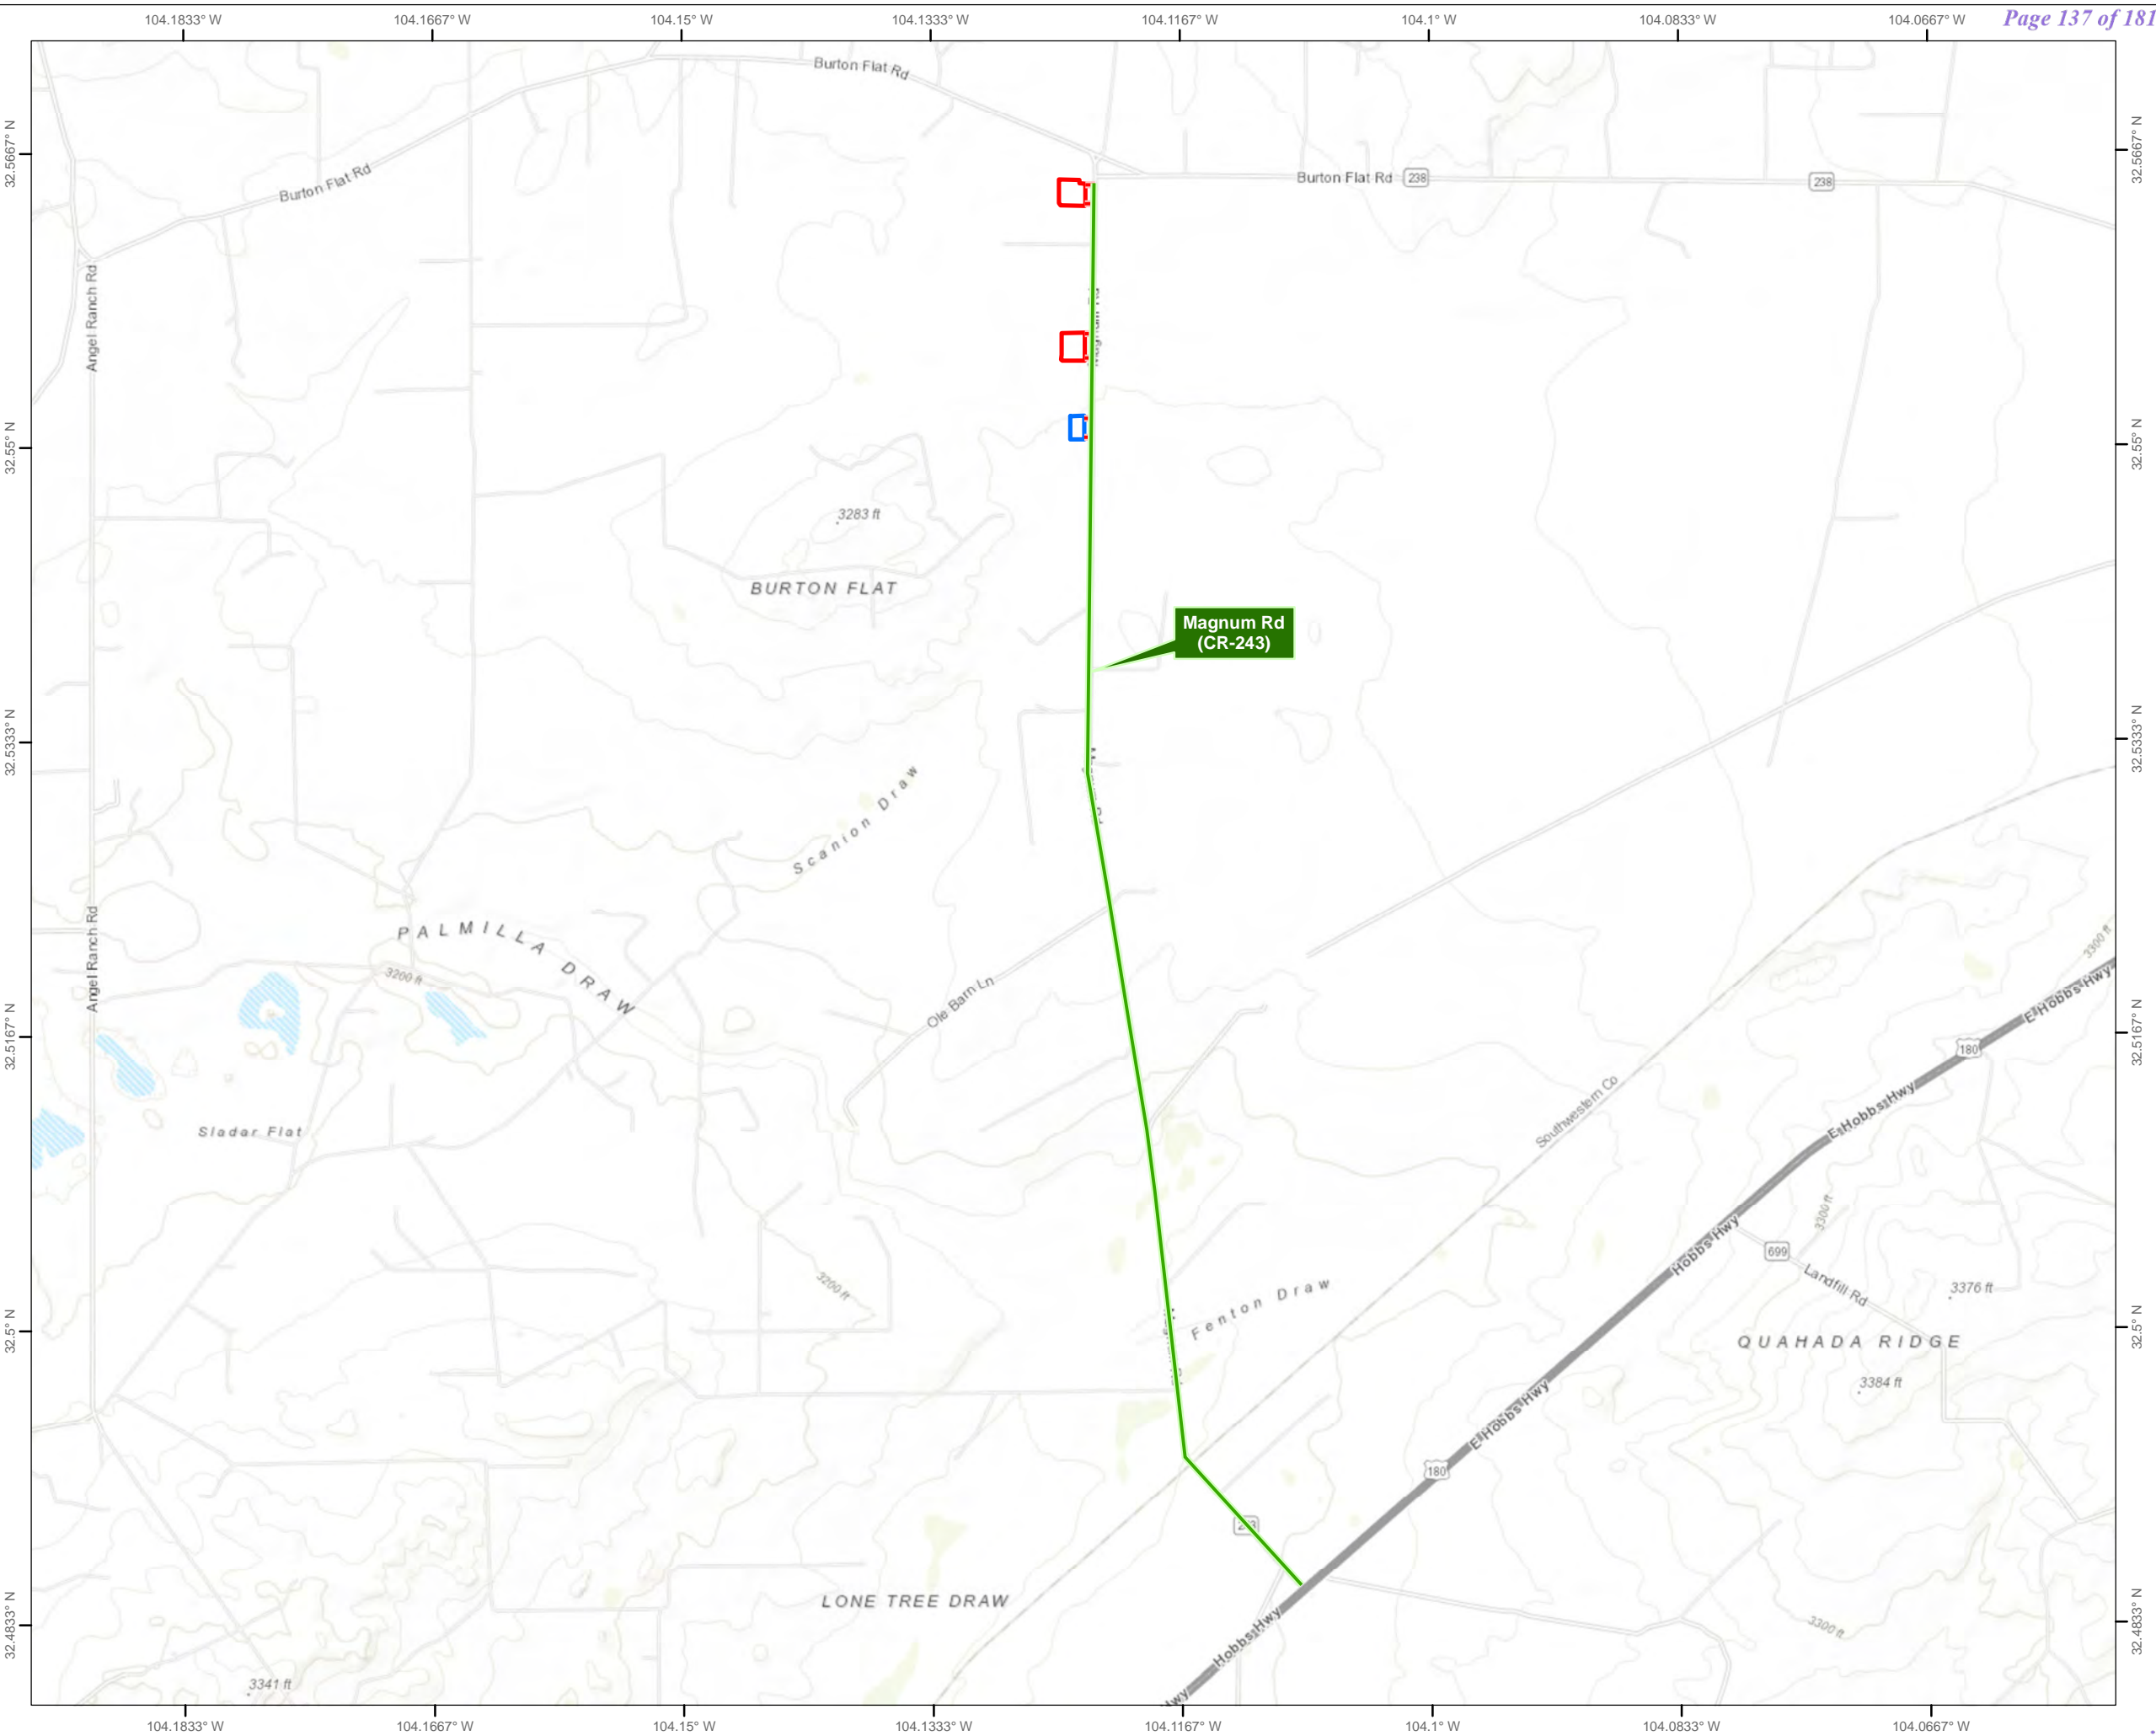 104.1833° W 104.1667° W 104.15° W 104.1333° W 104.1167° W 104.1° W 104.0833° W 104.0667° W
Page 137 of 181
Burton Flat Rd
32.5667° N
32.5667° N
Burton Flat Rd
Burton Flat Rd
238
238
Angel Ranch Rd
32.55° N
32.55° N
3283 ft
BURTON FLAT
Magnum Rd
(CR-243)
32.5333° N
32.5333° N
Scanion Draw
PALMILLA DRAW
Angel Ranch Rd
3200 ft
Ole Barn Ln
3300 ft
E Hobbs Hwy
32.5167° N
32.5167° N
180
Southwestern Co
E Hobbs Hwy
Sladar Flat
3300 ft
Hobbs Hwy
699
Landfill Rd
3200 ft
3376 ft
Fenton Draw
32.5° N
32.5° N
QUAHADA RIDGE
3384 ft
E Hobbs Hwy
180
LONE TREE DRAW
32.4833° N
32.4833° N
3300 ft
Hobbs Hwy
3341 ft
Hwy
104.1833° W 104.1667° W 104.15° W 104.1333° W 104.1167° W 104.1° W 104.0833° W 104.0667° W